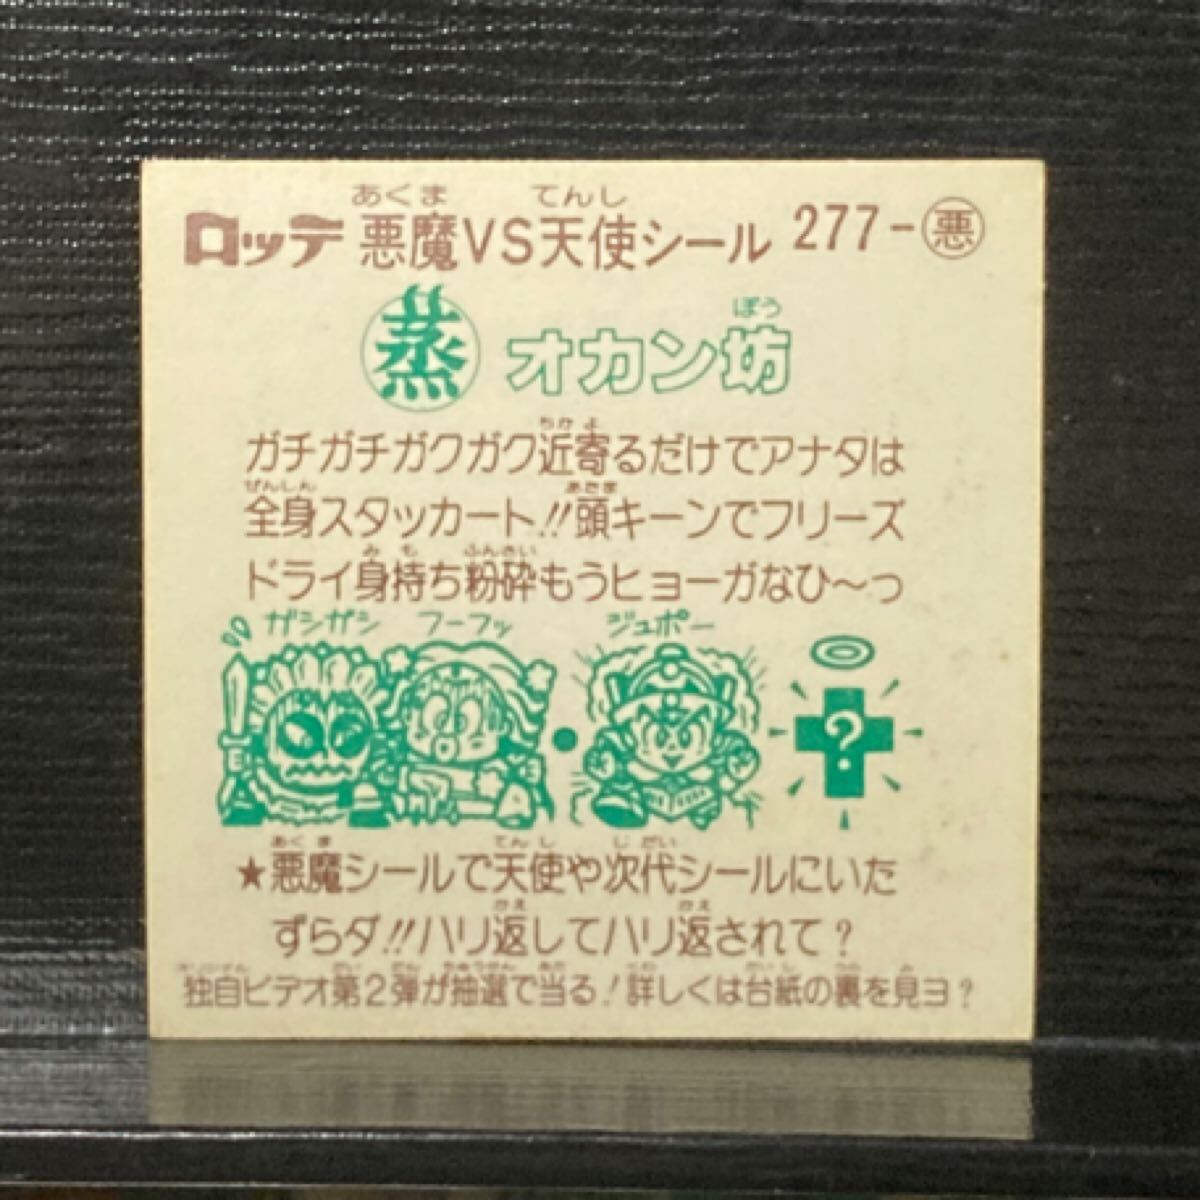 あくま てんし
ロッテ 悪魔VS天使シール 277-悪
ぼう
蒸 オカン坊
ちかよ
ガチガチガクガク近寄るだけでアナタは
ぜんしん あたま
全身スタッカート!!頭キーンでフリーズ
みも ふんさい
ドライ身持ち粉砕もうヒョーガなひ〜っ
ガシガシ フーフッ ジュポー
?
あくま てんし じだい
★悪魔シールで天使や次代シールにいた
かえ かえ
ずらダ!!ハリ返してハリ返されて?
独自ビデオ第2弾が抽選で当る!詳しくは台紙の裏を見ヨ?